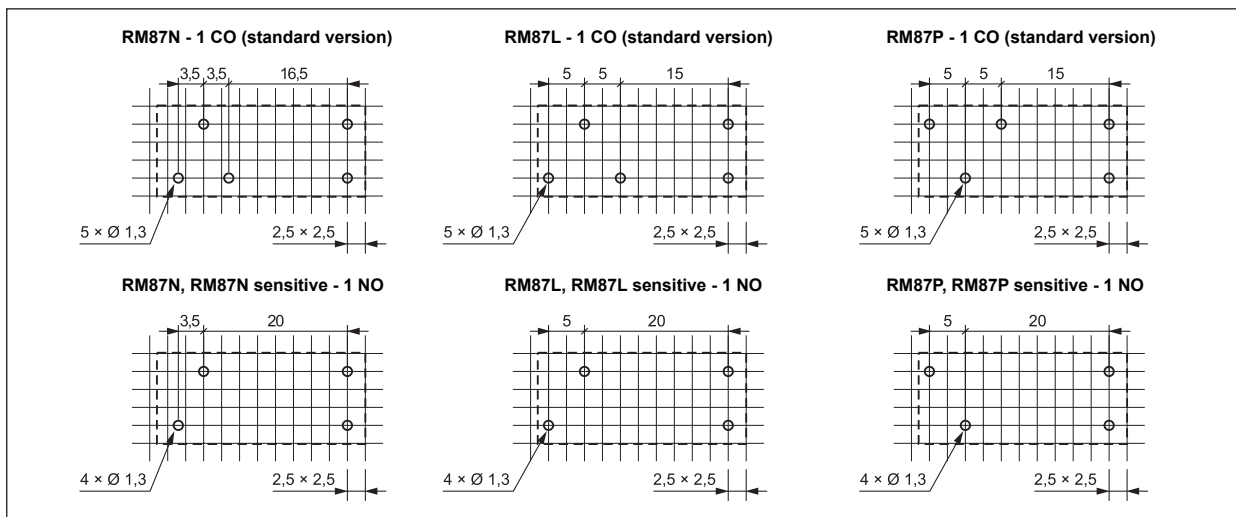 RM87N - 1 CO (standard version)
3,5 3,5 16,5
5 × Ø 1,3
2,5 × 2,5
RM87L - 1 CO (standard version)
5 5 15
5 × Ø 1,3
2,5 × 2,5
RM87P - 1 CO (standard version)
5 5 15
5 × Ø 1,3
2,5 × 2,5
RM87N, RM87N sensitive - 1 NO
3,5 20
4 × Ø 1,3
2,5 × 2,5
RM87L, RM87L sensitive - 1 NO
5 20
4 × Ø 1,3
2,5 × 2,5
RM87P, RM87P sensitive - 1 NO
5 20
4 × Ø 1,3
2,5 × 2,5